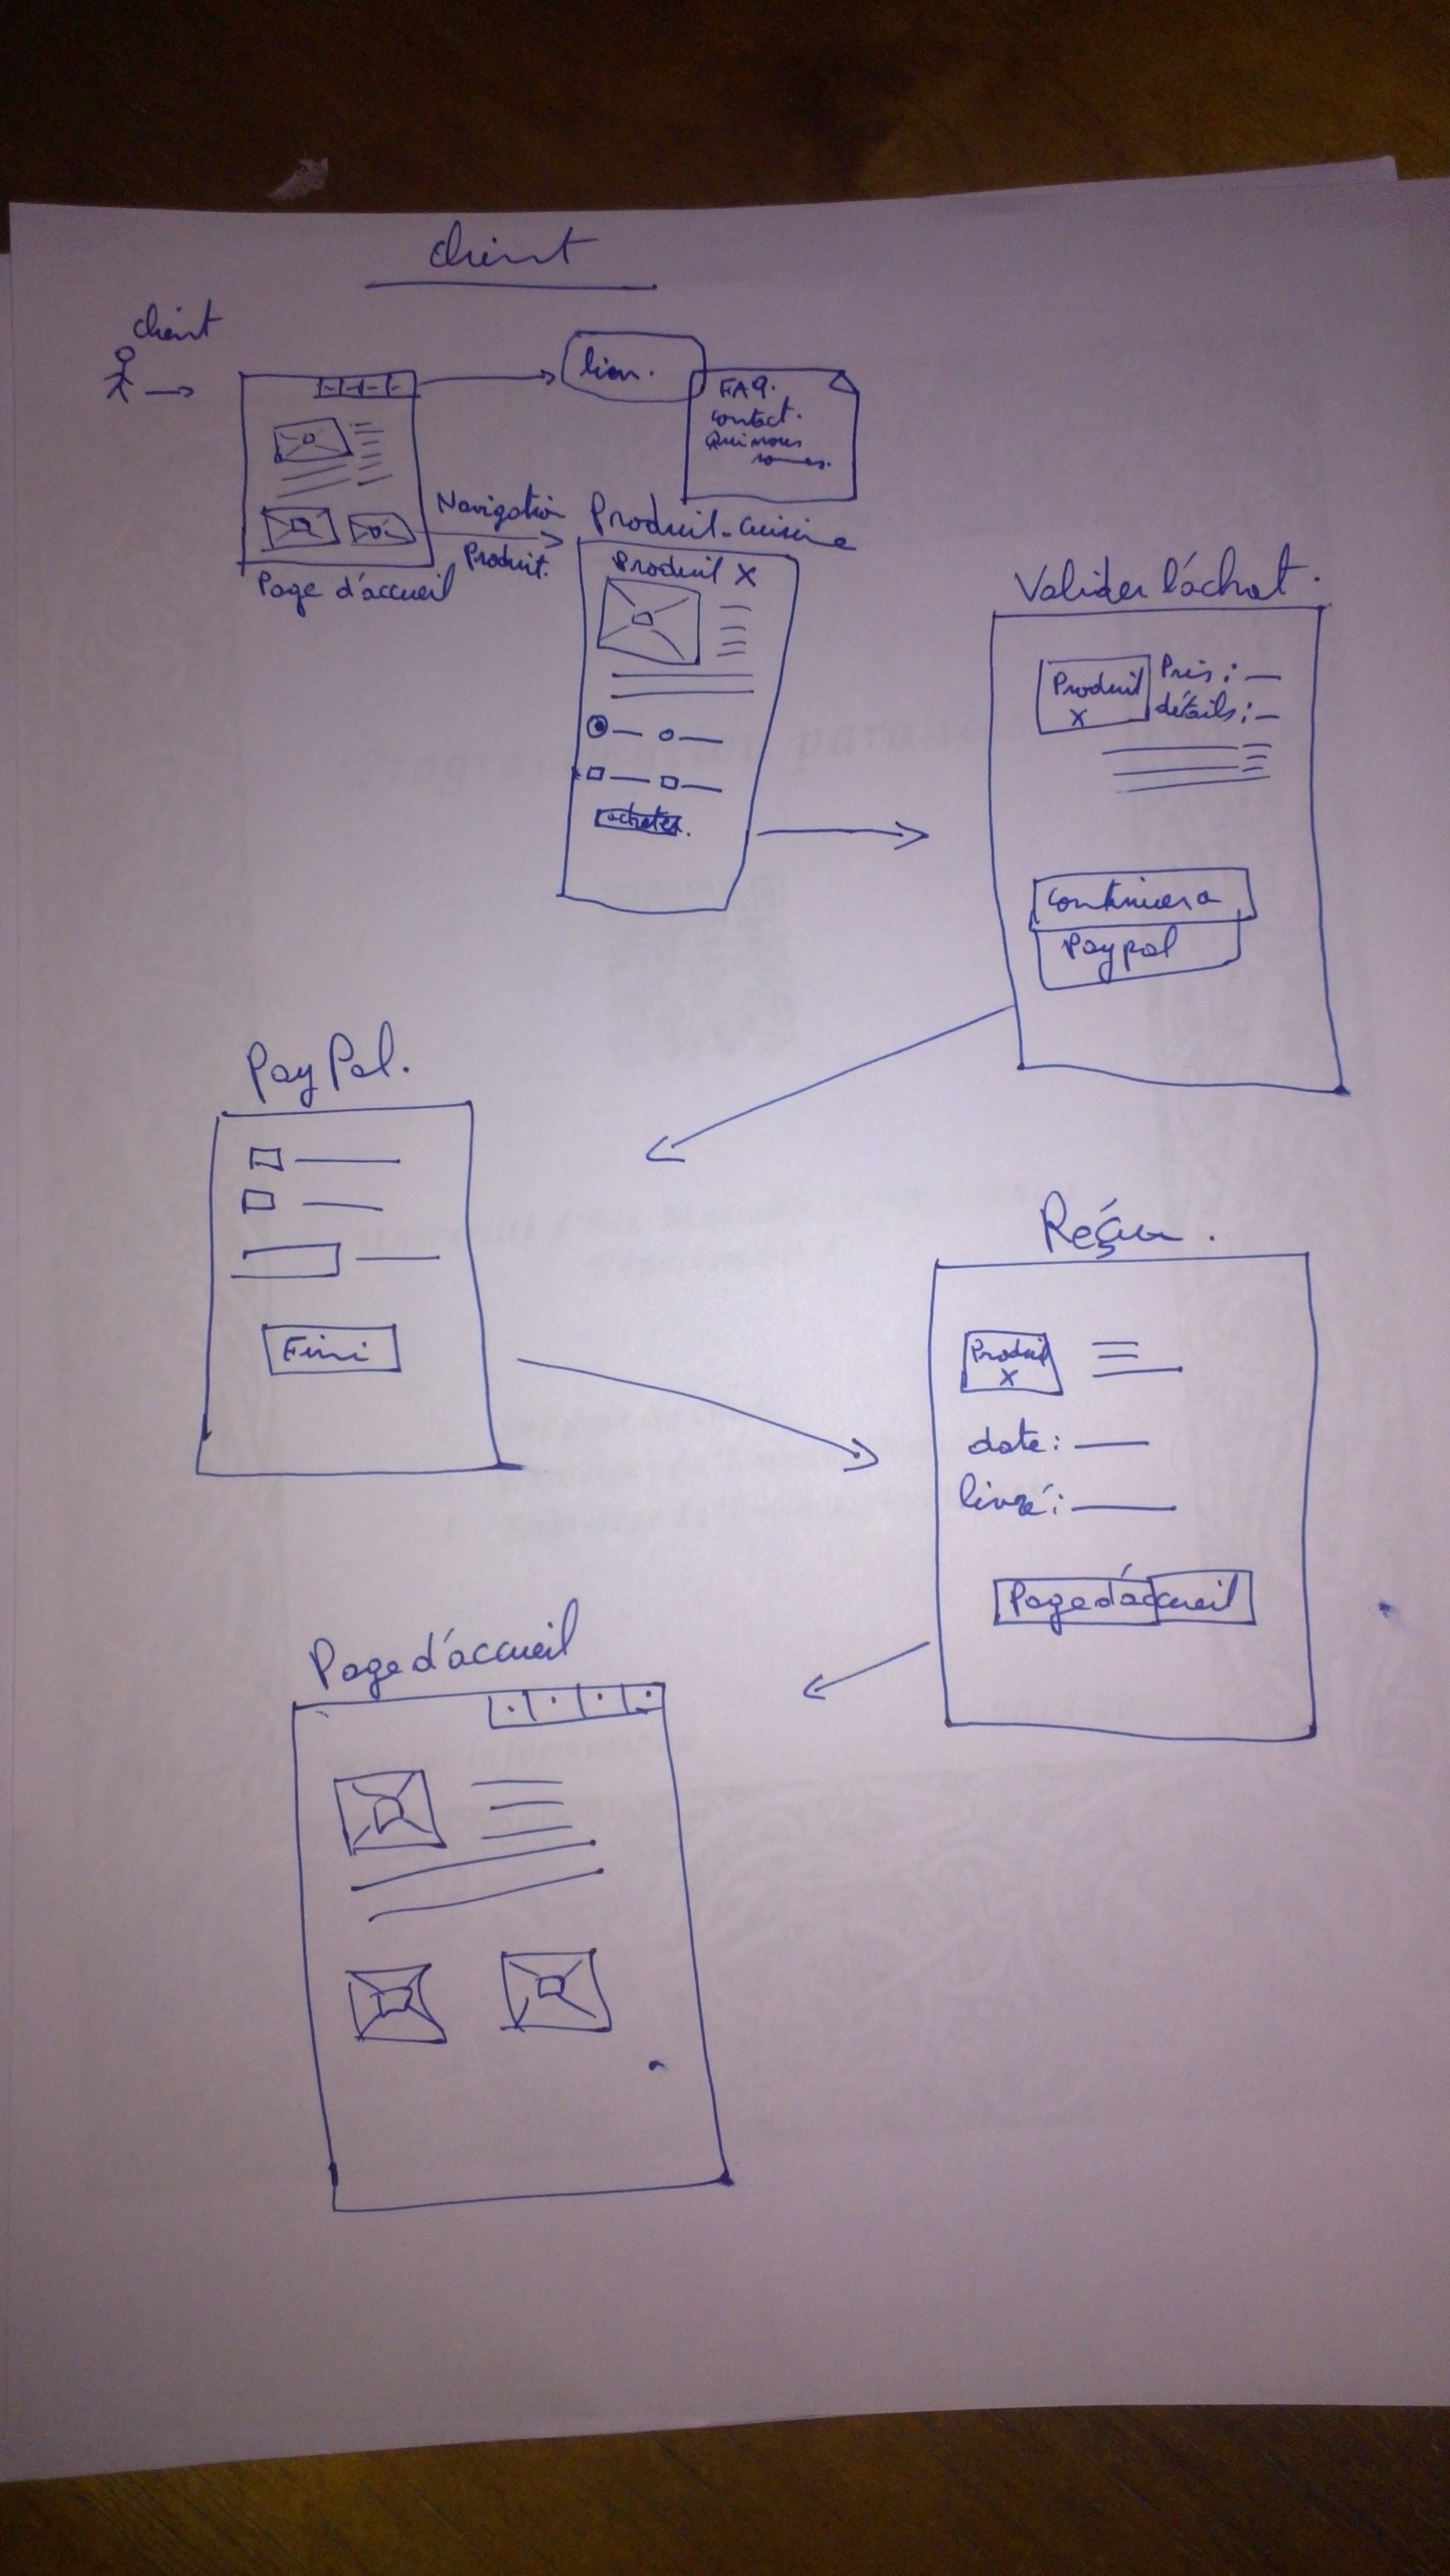 client
client
lien.
FAQ.
contact.
Qui nous
sommes.
Navigation
Produit.
Page d'accueil
Produit-cuisine
Produit X
acheter.
Valider l'achat.
Produit
X
Prix : —
détails : —
Continuer a
Paypal
PayPal.
Fini
Reçu.
Produit
X
date : —
livré : —
Page d'accueil
Page d'accueil